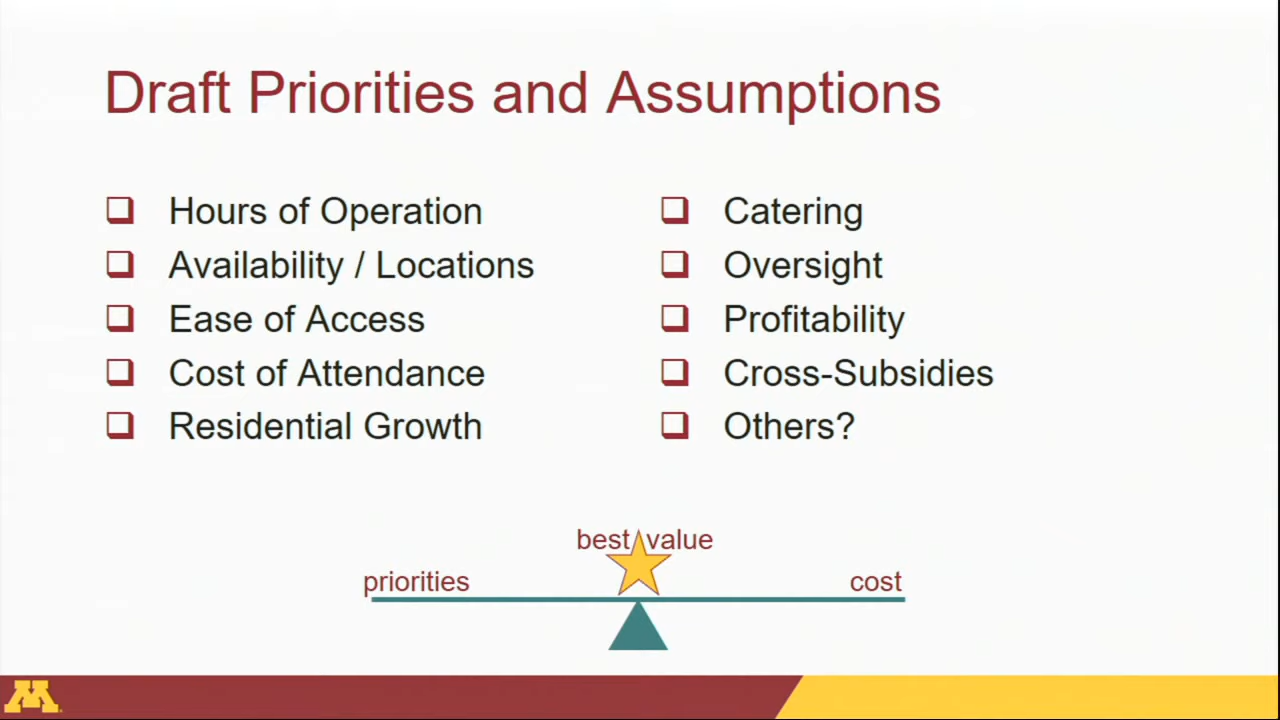 Draft Priorities and Assumptions
Hours of Operation
Availability / Locations
Ease of Access
Cost of Attendance
Residential Growth
Catering
Oversight
Profitability
Cross-Subsidies
Others?
best value
priorities
cost
M